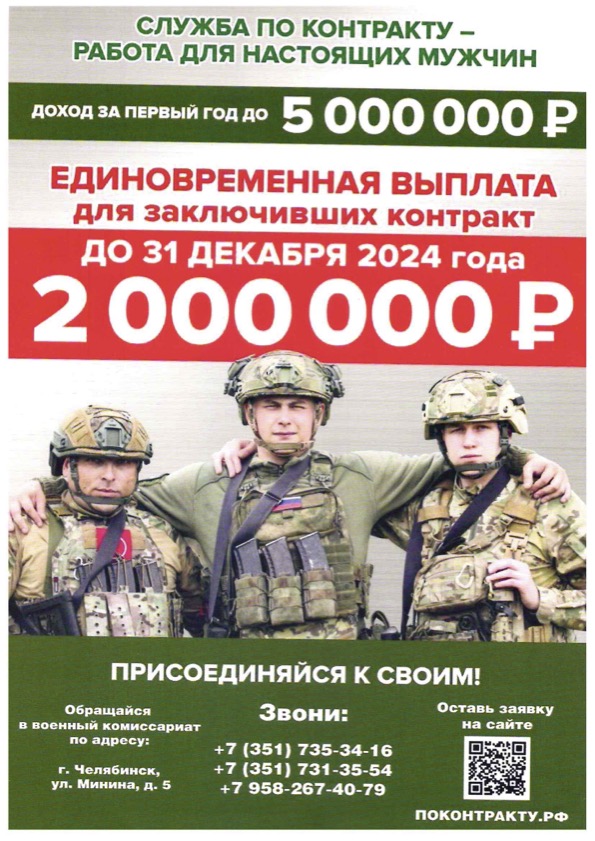 СЛУЖБА ПО КОНТРАКТУ –
РАБОТА ДЛЯ НАСТОЯЩИХ МУЖЧИН
ДОХОД ЗА ПЕРВЫЙ ГОД ДО 5 000 000 ₽
ЕДИНОВРЕМЕННАЯ ВЫПЛАТА
для заключивших контракт
ДО 31 ДЕКАБРЯ 2024 года
2 000 000 ₽
ПРИСОЕДИНЯЙСЯ К СВОИМ!
Обращайся
в военный комиссариат
по адресу:
г. Челябинск,
ул. Минина, д. 5
Звони:
+7 (351) 735-34-16
+7 (351) 731-35-54
+7 958-267-40-79
Оставь заявку
на сайте
ПОКОНТРАКТУ.РФ